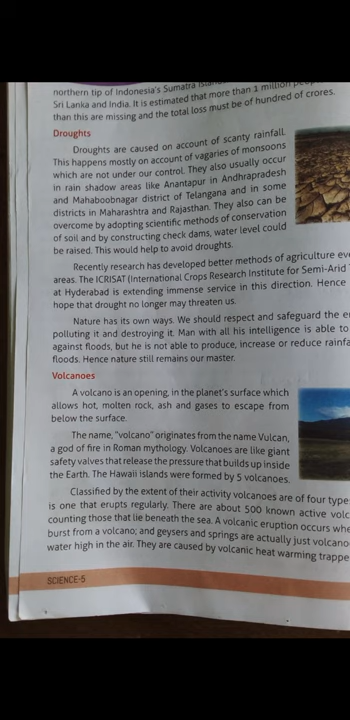 northern tip of Indonesia's Sumatra
Sri Lanka and India. It is estimated that more than 1 million
than this are missing and the total loss must be of hundred of crores.
Droughts
Droughts are caused on account of scanty rainfall.
This happens mostly on account of vagaries of monsoons
which are not under our control. They also usually occur
in rain shadow areas like Anantapur in Andhrapradesh
and Mahaboobnagar district of Telangana and in some
districts in Maharashtra and Rajasthan. They also can be
overcome by adopting scientific methods of conservation
of soil and by constructing check dams, water level could
be raised. This would help to avoid droughts.
Recently research has developed better methods of agriculture
areas. The ICRISAT (International Crops Research Institute for Semi-Arid
at Hyderabad is extending immense service in this direction. Hence
hope that drought no longer may threaten us.
Nature has its own ways. We should respect and safeguard the
polluting it and destroying it. Man with all his intelligence is able to
against floods, but he is not able to produce, increase or reduce
floods. Hence nature still remains our master.
Volcanoes
A volcano is an opening, in the planet's surface which
allows hot, molten rock, ash and gases to escape from
below the surface.
The name, "volcano" originates from the name Vulcan,
a god of fire in Roman mythology. Volcanoes are like giant
safety valves that release the pressure that builds up inside
the Earth. The Hawaii islands were formed by 5 volcanoes.
Classified by the extent of their activity volcanoes are of four
is one that erupts regularly. There are about 500 known active
counting those that lie beneath the sea. A volcanic eruption occurs
burst from a volcano; and geysers and springs are actually just
water high in the air. They are caused by volcanic heat warming
SCIENCE-5